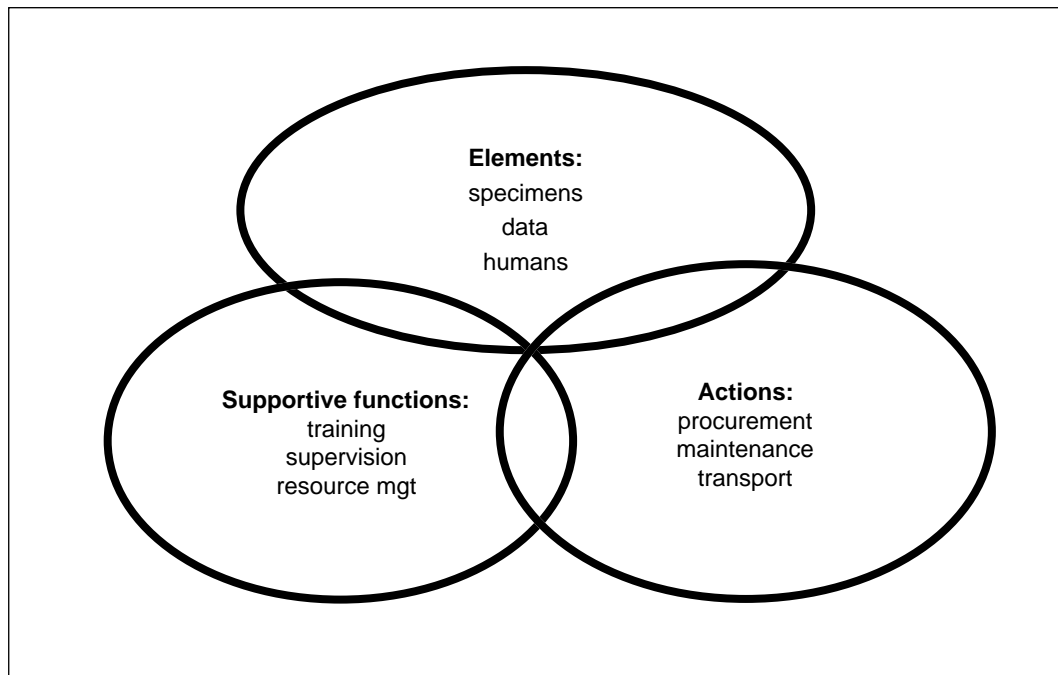 Elements:
specimens
data
humans
Supportive functions:
training
supervision
resource mgt
Actions:
procurement
maintenance
transport